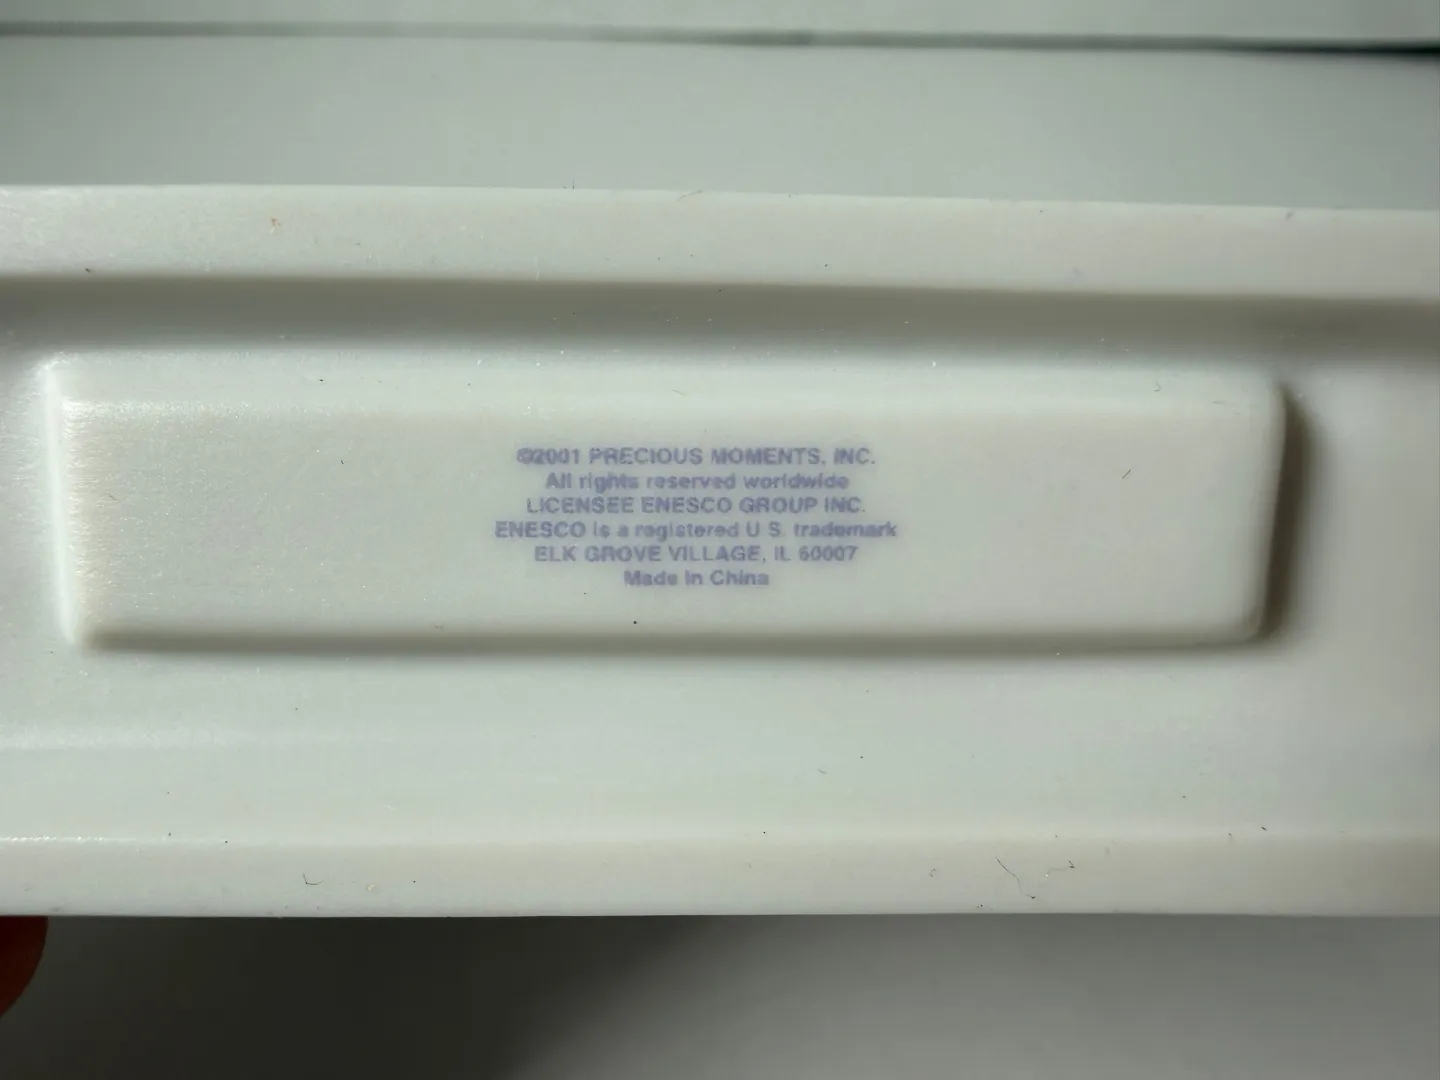 ©2001 PRECIOUS MOMENTS, INC.
All rights reserved worldwide
LICENSEE ENESCO GROUP INC.
ENESCO is a registered U S. trademark
ELK GROVE VILLAGE, IL 60007
Made In China